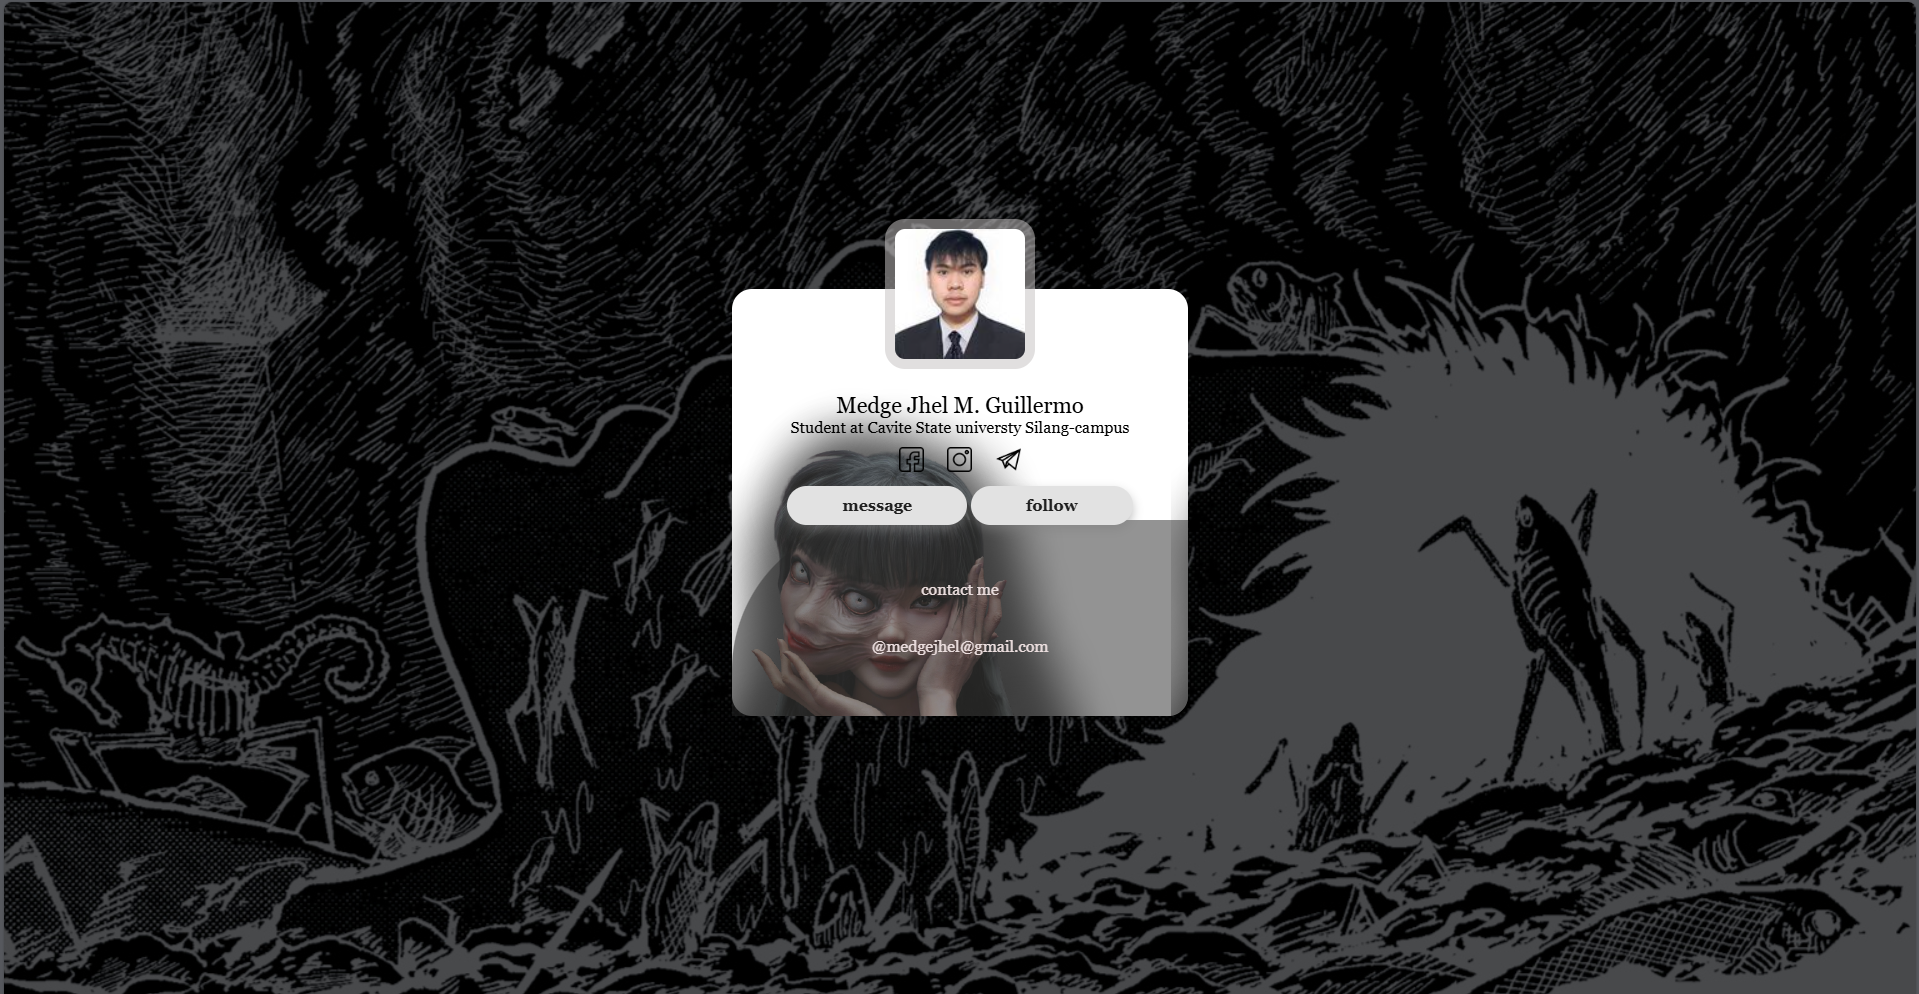 Medge Jhel M. Guillermo
Student at Cavite State universty Silang-campus
message
follow
contact me
@medgejhel@gmail.com